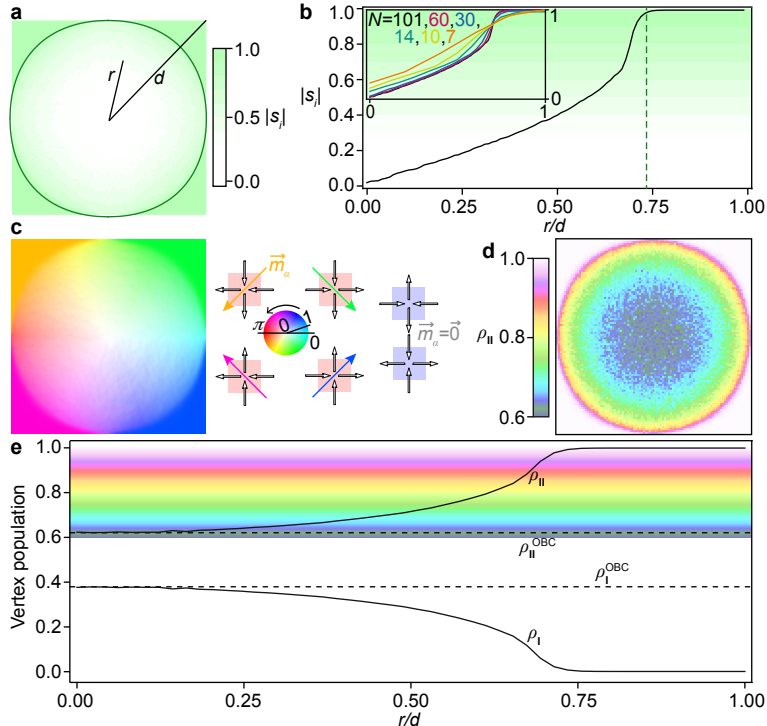 a
r
d
1.0
0.5
0.0
|s_i|
b
N=101,60,30,
14,10,7
1
0
0
1
1.0
0.8
0.6
0.4
0.2
0.0
|s_i|
0.00 0.25 0.50 0.75 1.00
r/d
c
m⃗_α
π 0 1
0
m⃗_α=0⃗
d
1.0
0.8
0.6
ρ_II
e
1.0
0.8
0.6
0.4
0.2
0.0
Vertex population
ρ_II
ρ_II^OBC
ρ_I^OBC
ρ_I
0.00 0.25 0.50 0.75 1.00
r/d